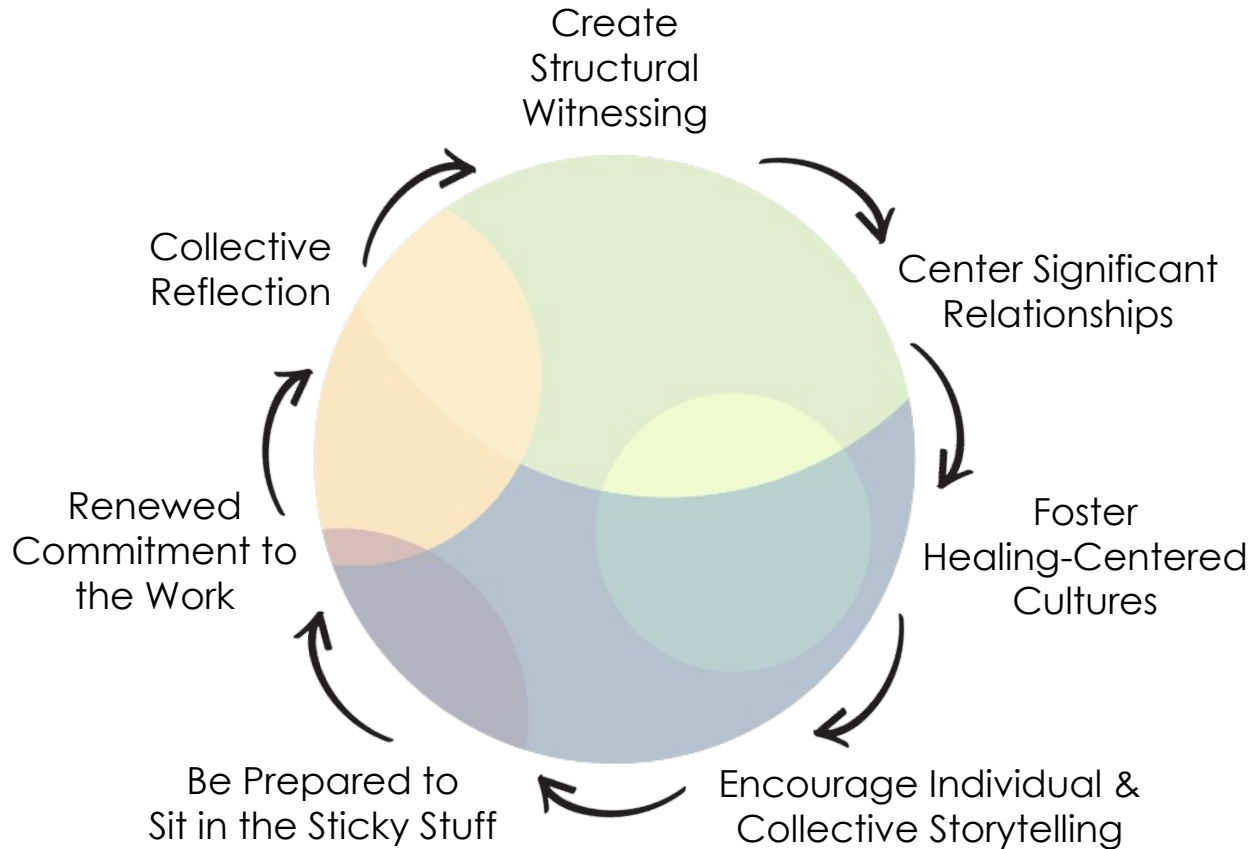 Create
Structural
Witnessing
Center Significant
Relationships
Foster
Healing-Centered
Cultures
Encourage Individual &
Collective Storytelling
Be Prepared to
Sit in the Sticky Stuff
Renewed
Commitment to
the Work
Collective
Reflection